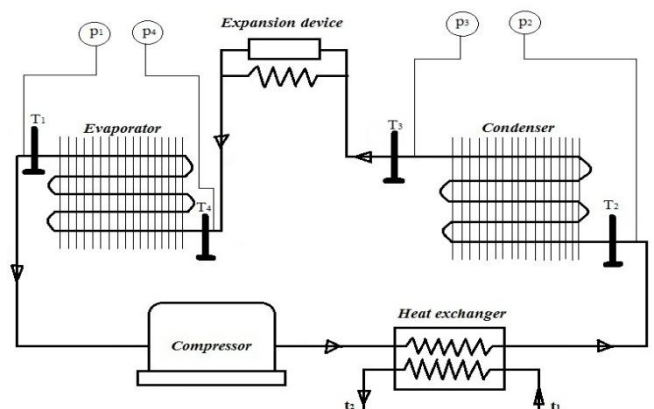 Expansion device
p1
p4
p3
p2
T1
Evaporator
T3
Condenser
T4
T2
Heat exchanger
Compressor
t2
t1